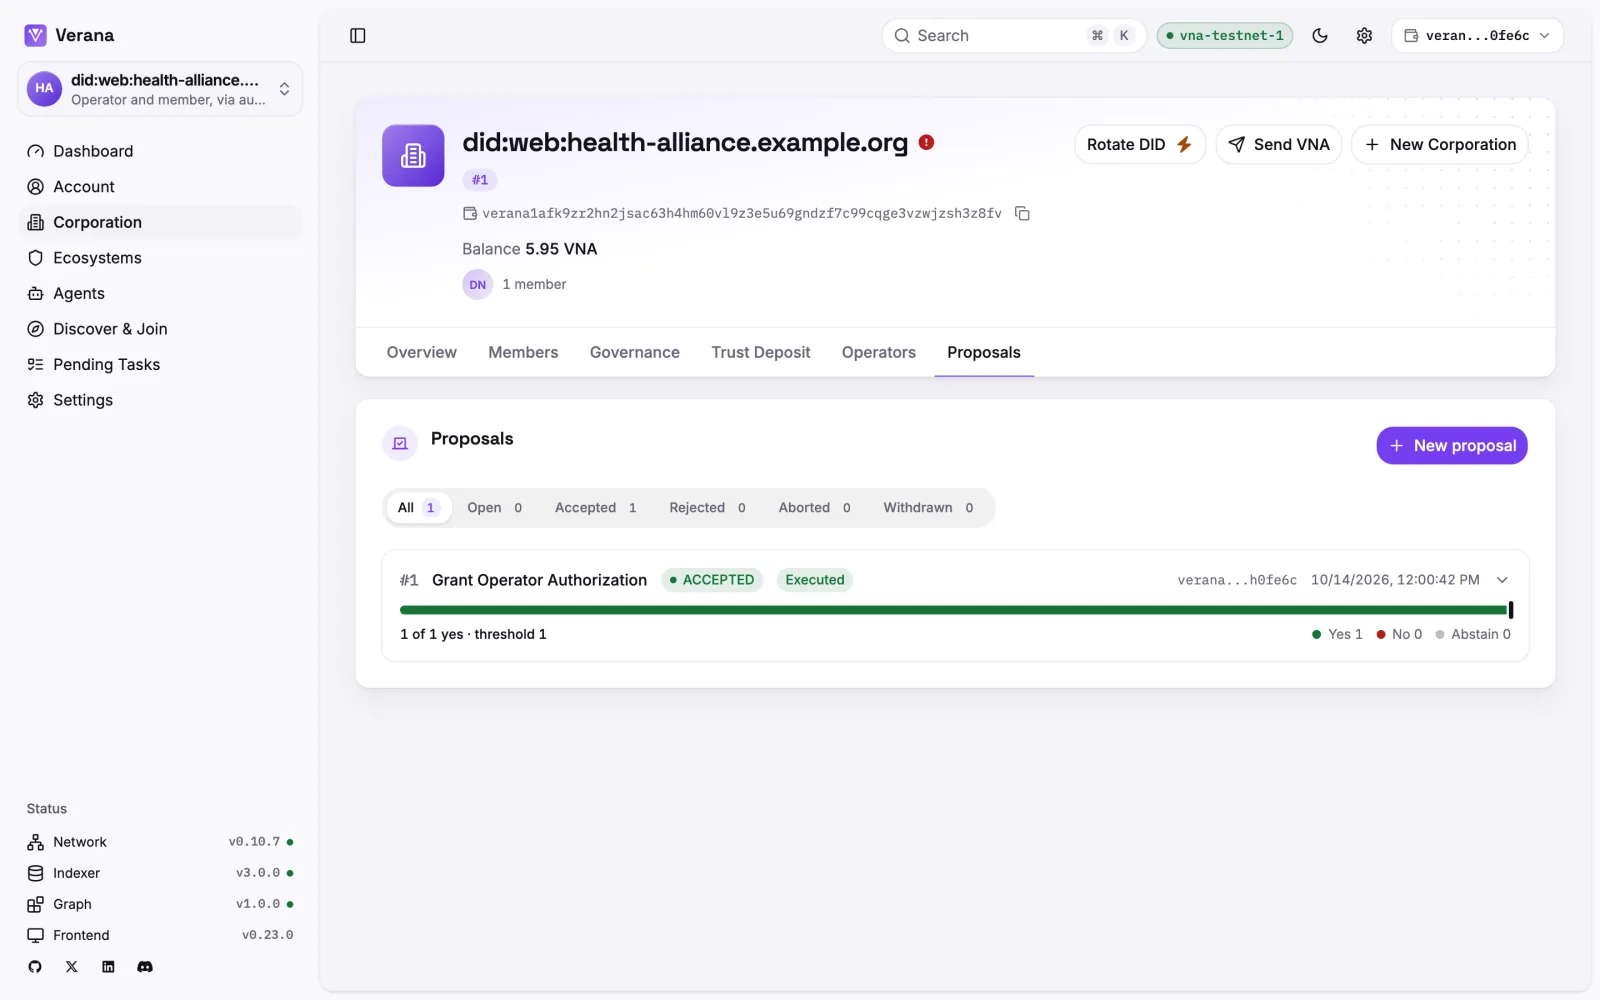 Verana
HA
did:web:health-alliance....
Operator and member, via au...
Dashboard
Account
Corporation
Ecosystems
Agents
Discover & Join
Pending Tasks
Settings
Status
Network v0.10.7
Indexer v3.0.0
Graph v1.0.0
Frontend v0.23.0
Search ⌘ K
vna-testnet-1
veran...0fe6c
did:web:health-alliance.example.org
Rotate DID
Send VNA
New Corporation
#1
verana1afk9zr2hn2jsac63h4hm60vl9z3e5u69gndzf7c99cqge3vzwjzsh3z8fv
Balance 5.95 VNA
DN 1 member
Overview Members Governance Trust Deposit Operators Proposals
Proposals
New proposal
All 1 Open 0 Accepted 1 Rejected 0 Aborted 0 Withdrawn 0
#1 Grant Operator Authorization ACCEPTED Executed verana...h0fe6c 10/14/2026, 12:00:42 PM
1 of 1 yes · threshold 1 Yes 1 No 0 Abstain 0